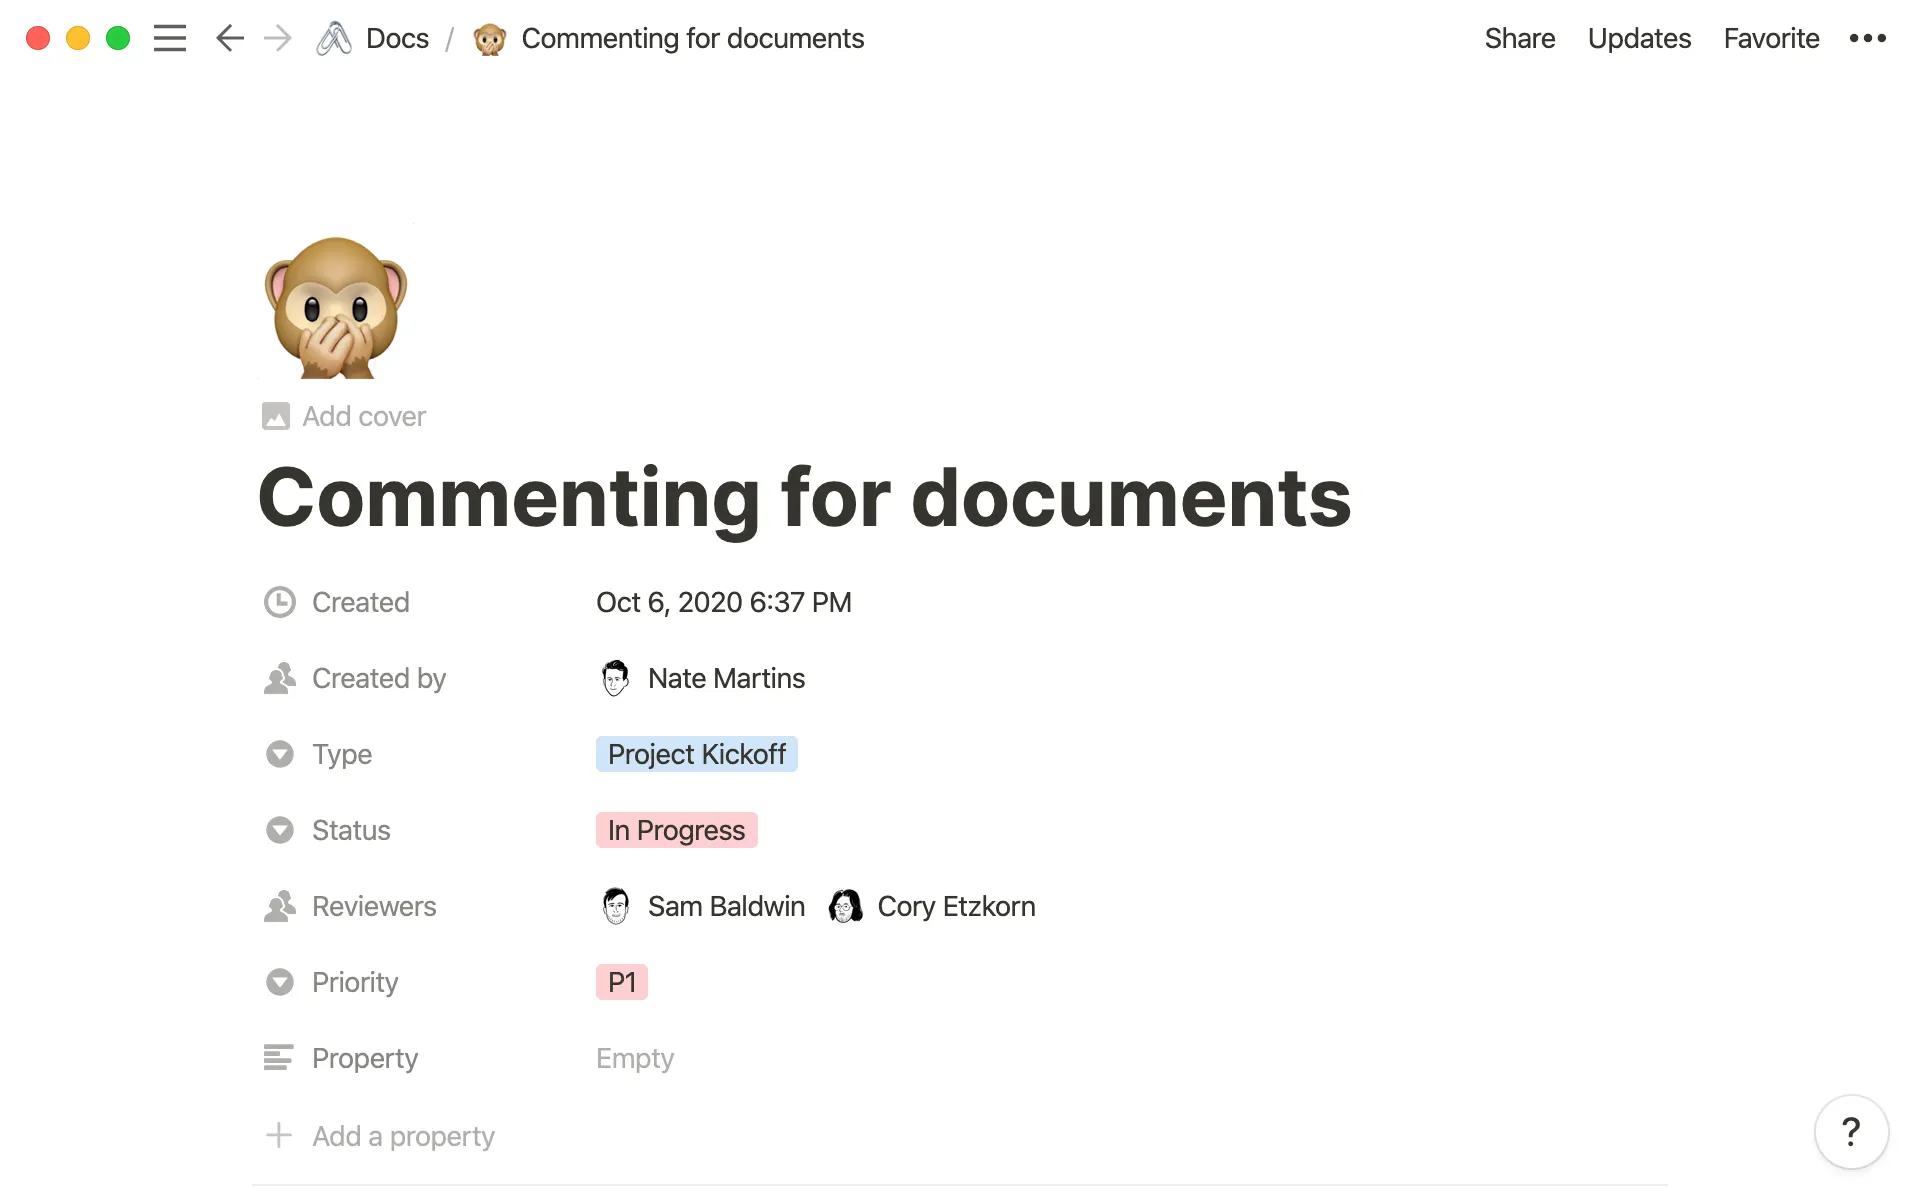 Docs / Commenting for documents Share Updates Favorite
Add cover
Commenting for documents
Created Oct 6, 2020 6:37 PM
Created by Nate Martins
Type Project Kickoff
Status In Progress
Reviewers Sam Baldwin Cory Etzkorn
Priority P1
Property Empty
Add a property
?